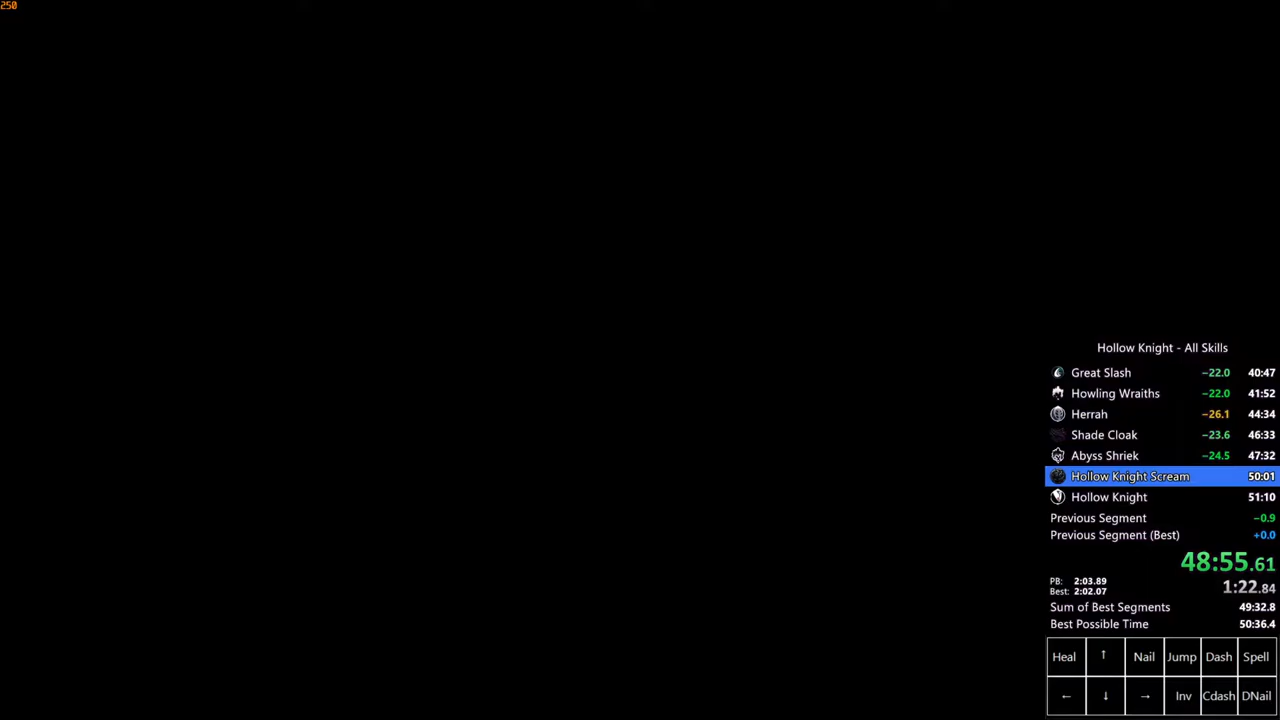 250
Hollow Knight - All Skills
Great Slash −22.0 40:47
Howling Wraiths −22.0 41:52
Herrah −26.1 44:34
Shade Cloak −23.6 46:33
Abyss Shriek −24.5 47:32
Hollow Knight Scream 50:01
Hollow Knight 51:10
Previous Segment −0.9
Previous Segment (Best) +0.0
48:55.61
PB: 2:03.89
Best: 2:02.07
1:22.84
Sum of Best Segments 49:32.8
Best Possible Time 50:36.4
Heal ↑ Nail Jump Dash Spell
← ↓ → Inv Cdash DNail